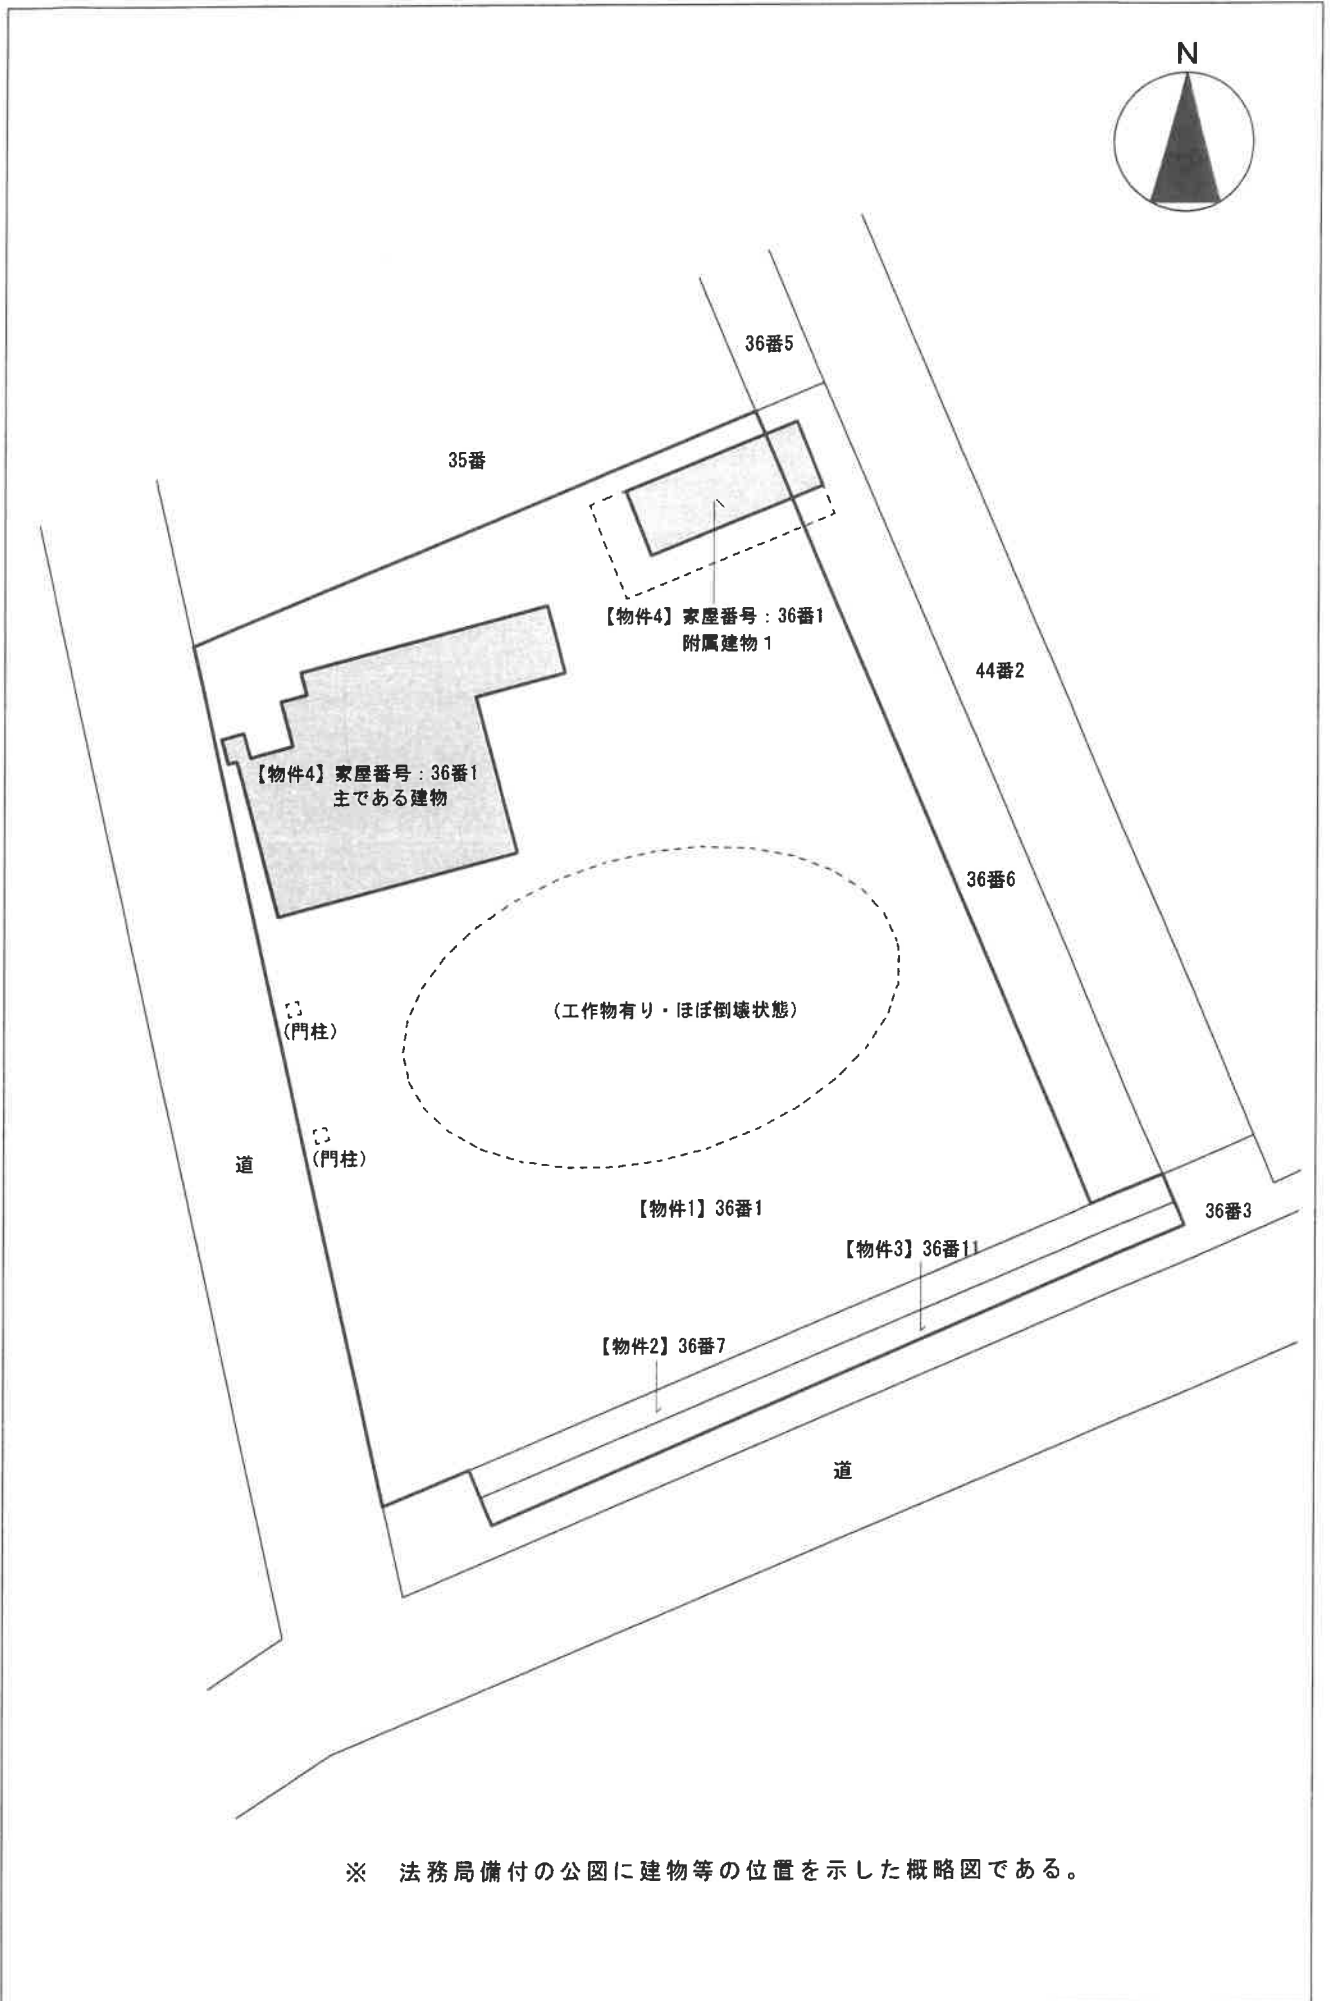 N
36番5
35番
【物件4】家屋番号：36番1
附属建物1
44番2
【物件4】家屋番号：36番1
主である建物
36番6
(工作物有り・ほぼ倒壊状態)
(門柱)
(門柱)
道
【物件1】36番1
36番3
【物件3】36番11
【物件2】36番7
道
※　法務局備付の公図に建物等の位置を示した概略図である。